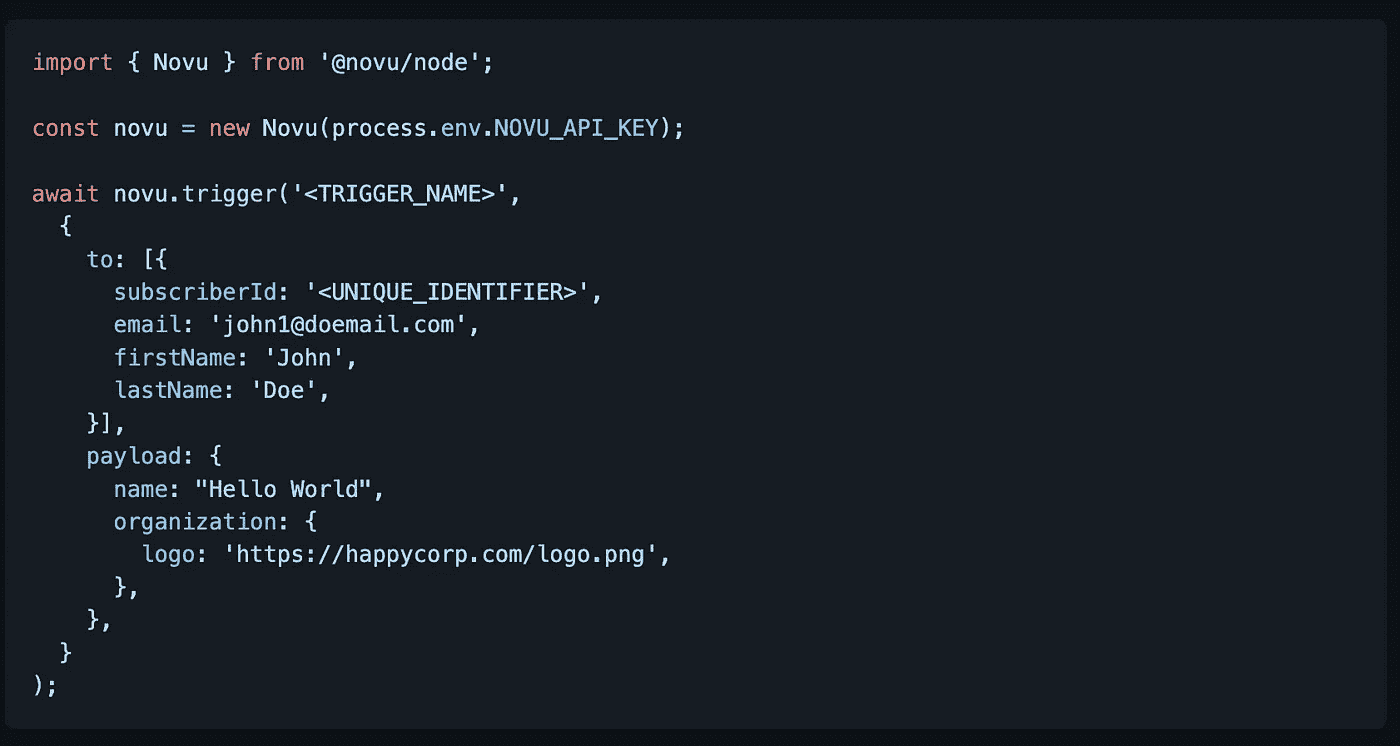 import { Novu } from '@novu/node';
const novu = new Novu(process.env.NOVU_API_KEY);
await novu.trigger('<TRIGGER_NAME>',
{
to: [{
subscriberId: '<UNIQUE_IDENTIFIER>',
email: 'john1@doemail.com',
firstName: 'John',
lastName: 'Doe',
}],
payload: {
name: "Hello World",
organization: {
logo: 'https://happycorp.com/logo.png',
},
},
}
);